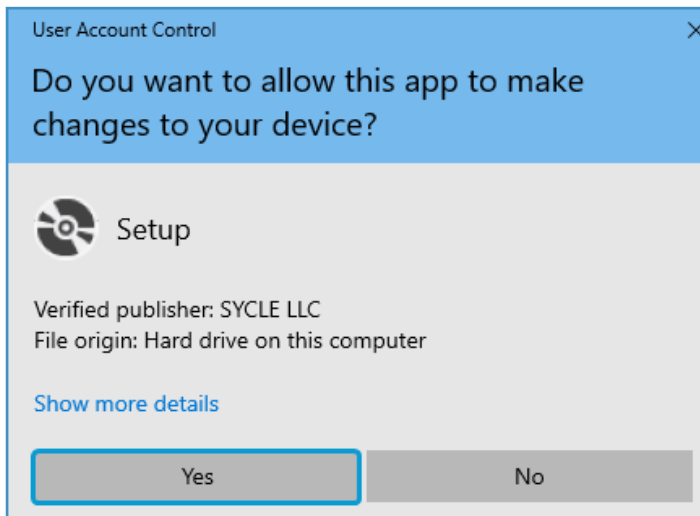 User Account Control
Do you want to allow this app to make
changes to your device?
Setup
Verified publisher: SYCLE LLC
File origin: Hard drive on this computer
Show more details
Yes
No